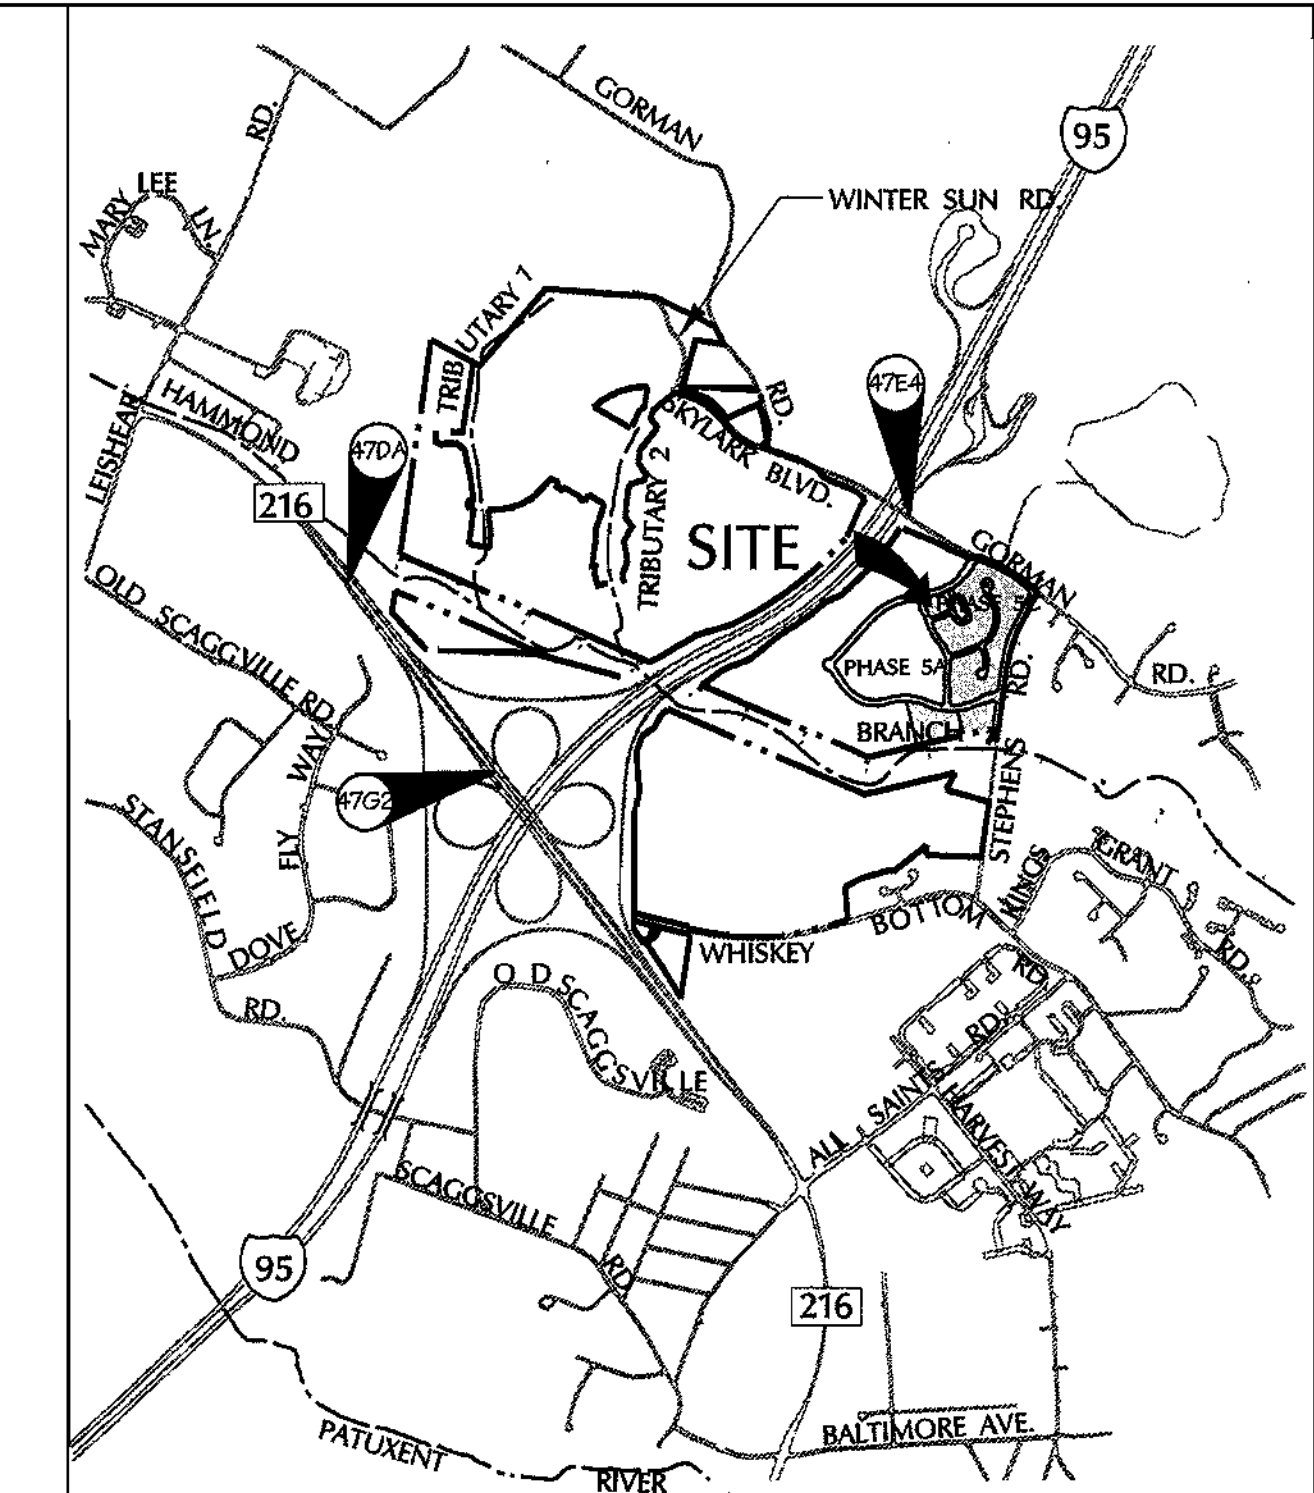 GORMAN
RD.
95
WINTER SUN RD.
MARY LEE LN.
TRIBUTARY 1
47E4
RD.
HAMMOND
LEISHEAR
47DA
SKYLARK BLVD.
216
TRIBUTARY 2
SITE
GORMAN
OLD SCAGGVILLE RD.
PHASE 5A
RD.
RD.
BRANCH
WAY
47G2
STEPHENS
STANSFIELD
FLY
KINGS
GRANT
DOVE
BOTTOM
WHISKEY
RD.
RD.
RD.
OLD SCAGGSVILLE
RD.
ALL SAINTS
HARVEST WAY
SCAGGSVILLE
RD.
95
216
PATUXENT
RIVER
BALTIMORE AVE.